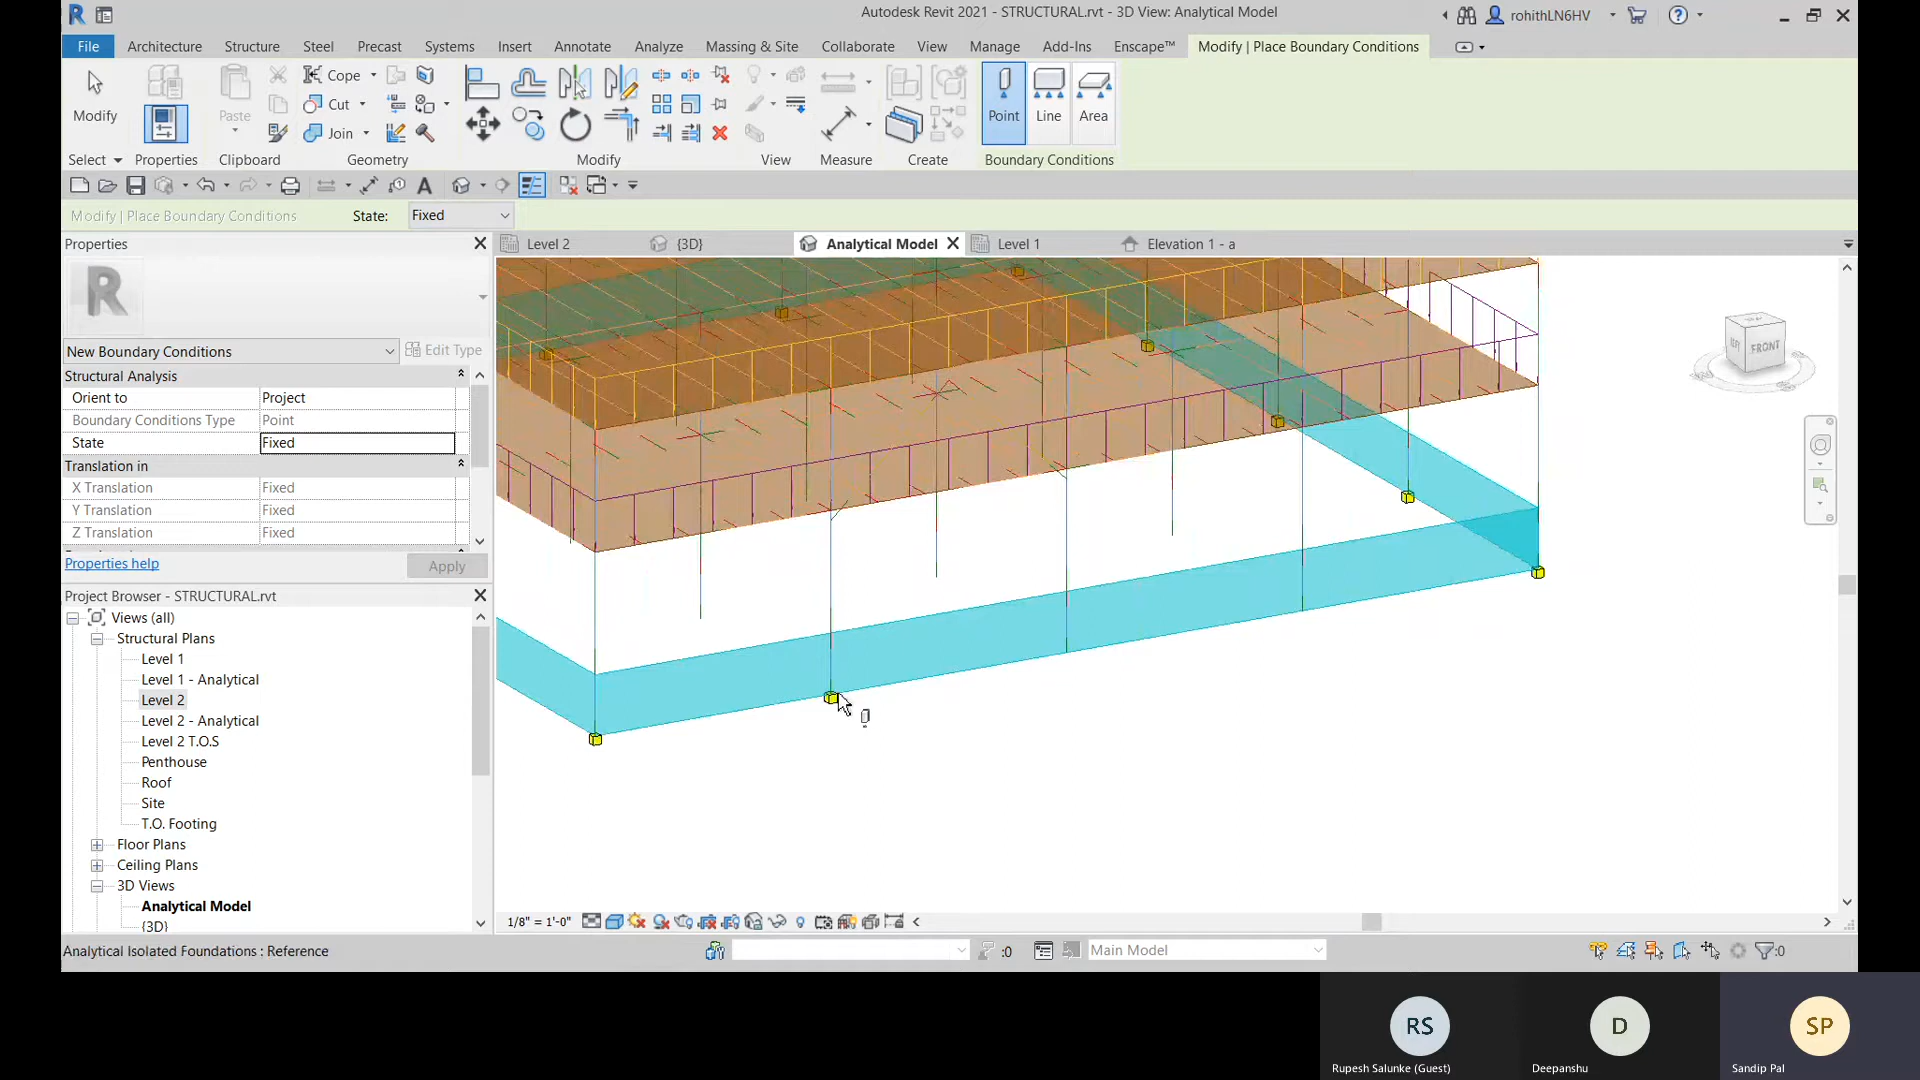 Autodesk Revit 2021 - STRUCTURAL.rvt - 3D View: Analytical Model
rohithLN6HV
File Architecture Structure Steel Precast Systems Insert Annotate Analyze Massing & Site Collaborate View Manage Add-Ins Enscape™ Modify | Place Boundary Conditions
Modify
Paste
Cope
Cut
Join
Point Line Area
Select Properties Clipboard Geometry Modify View Measure Create Boundary Conditions
Modify | Place Boundary Conditions State: Fixed
Properties
Level 2 {3D} Analytical Model Level 1 Elevation 1 - a
New Boundary Conditions Edit Type
Structural Analysis
Orient to Project
Boundary Conditions Type Point
State Fixed
Translation in
X Translation Fixed
Y Translation Fixed
Z Translation Fixed
Properties help Apply
FRONT
Project Browser - STRUCTURAL.rvt
Views (all)
Structural Plans
Level 1
Level 1 - Analytical
Level 2
Level 2 - Analytical
Level 2 T.O.S
Penthouse
Roof
Site
T.O. Footing
Floor Plans
Ceiling Plans
3D Views
Analytical Model
{3D}
1/8" = 1'-0"
Analytical Isolated Foundations : Reference
:0
Main Model
:0
RS D SP
Rupesh Salunke (Guest) Deepanshu Sandip Pal